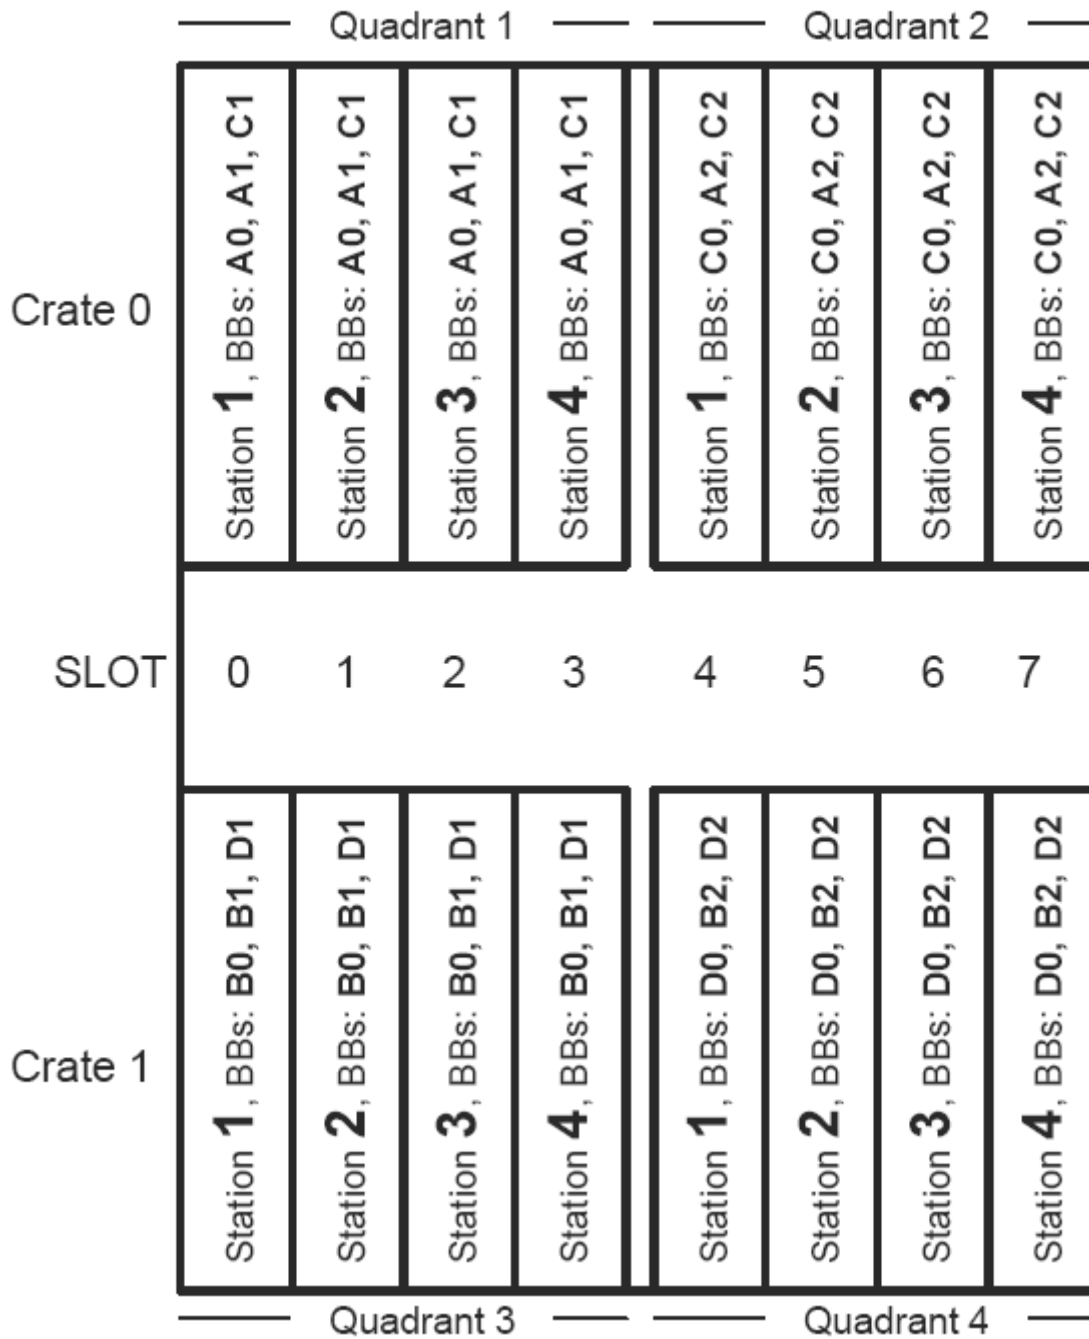 Quadrant 1
Quadrant 2
Crate 0
Station 1, BBs: A0, A1, C1
Station 2, BBs: A0, A1, C1
Station 3, BBs: A0, A1, C1
Station 4, BBs: A0, A1, C1
Station 1, BBs: C0, A2, C2
Station 2, BBs: C0, A2, C2
Station 3, BBs: C0, A2, C2
Station 4, BBs: C0, A2, C2
SLOT 0 1 2 3 4 5 6 7
Crate 1
Station 1, BBs: B0, B1, D1
Station 2, BBs: B0, B1, D1
Station 3, BBs: B0, B1, D1
Station 4, BBs: B0, B1, D1
Station 1, BBs: D0, B2, D2
Station 2, BBs: D0, B2, D2
Station 3, BBs: D0, B2, D2
Station 4, BBs: D0, B2, D2
Quadrant 3
Quadrant 4